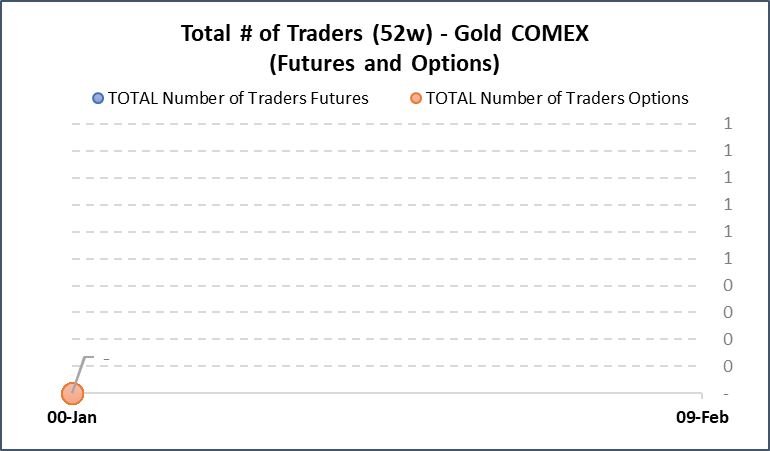 Total # of Traders (52w) - Gold COMEX
(Futures and Options)
TOTAL Number of Traders Futures
TOTAL Number of Traders Options
1
1
1
1
1
1
0
0
0
0
-
-
00-Jan
09-Feb